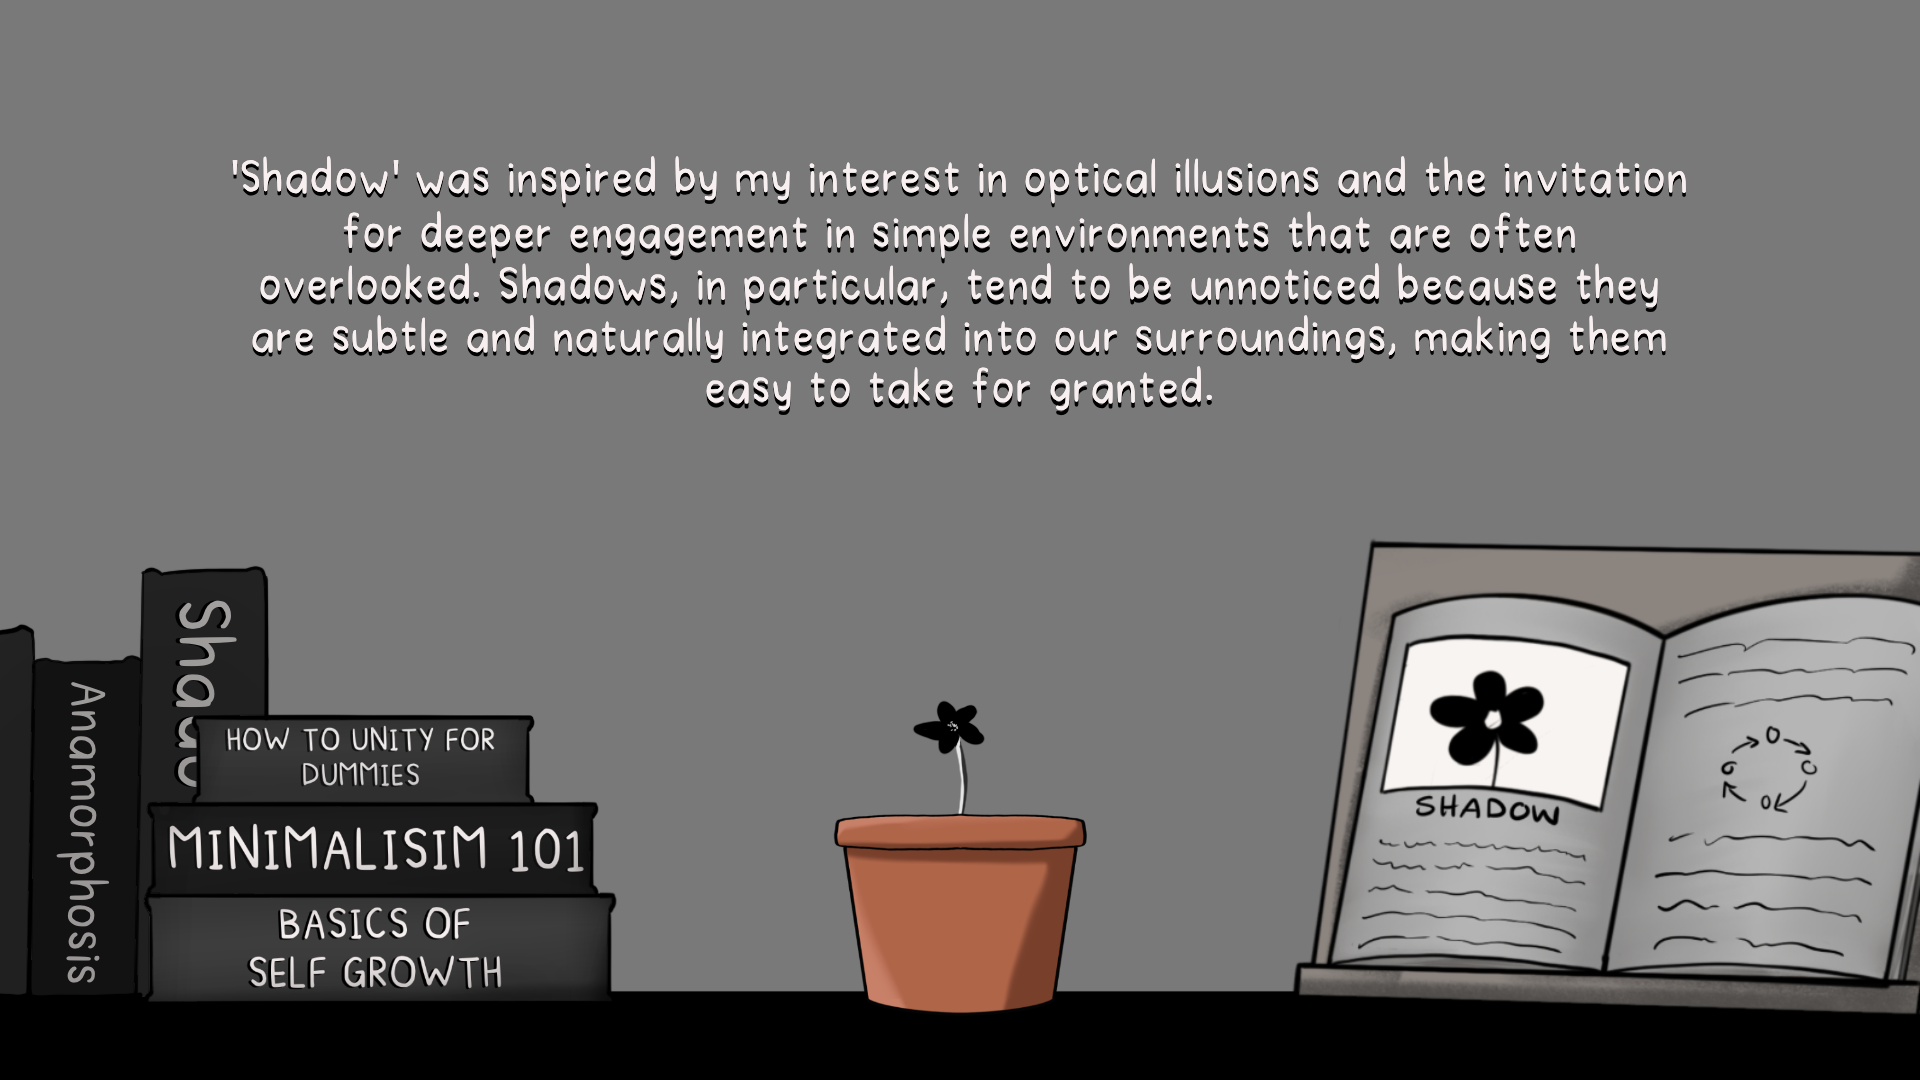 'Shadow' was inspired by my interest in optical illusions and the invitation
for deeper engagement in simple environments that are often
overlooked. Shadows, in particular, tend to be unnoticed because they
are subtle and naturally integrated into our surroundings, making them
easy to take for granted.
Anamorphosis
Shado
HOW TO UNITY FOR
DUMMIES
MINIMALISIM 101
BASICS OF
SELF GROWTH
SHADOW